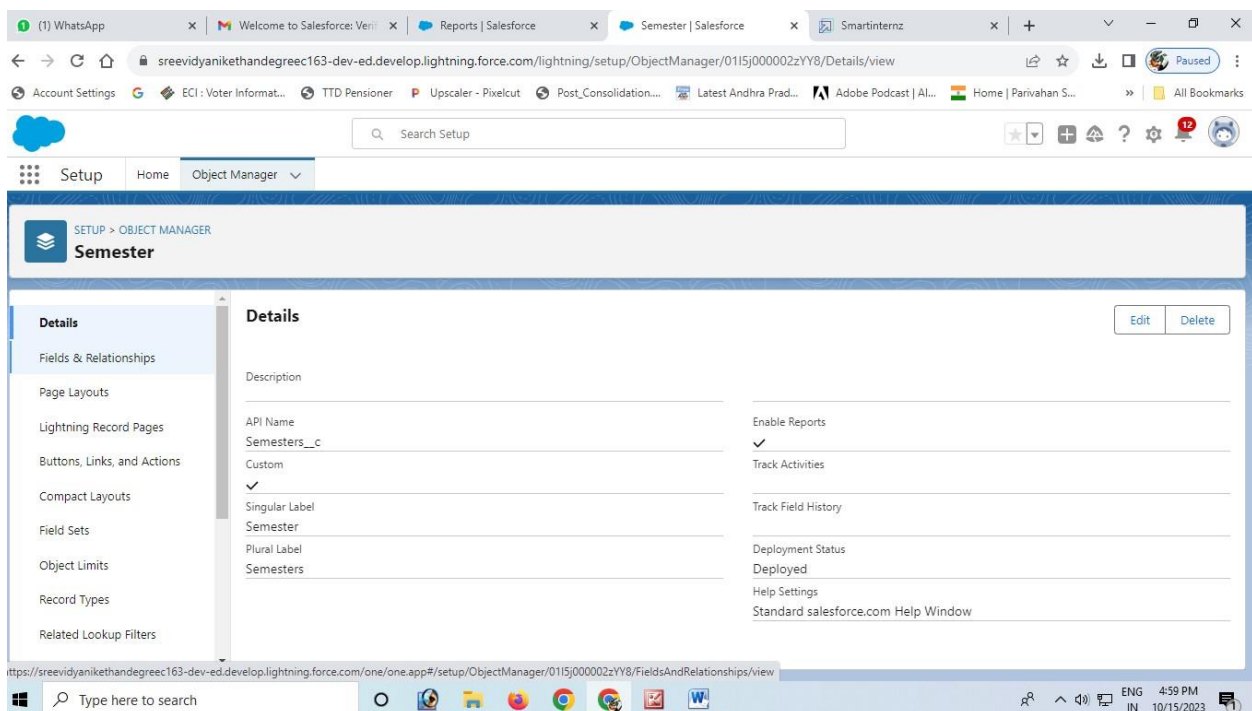 (1) WhatsApp
Welcome to Salesforce: Veri
Reports | Salesforce
Semester | Salesforce
Smartinternz
sreevidyanikethandegreec163-dev-ed.develop.lightning.force.com/lightning/setup/ObjectManager/01I5j000002zYY8/Details/view
Paused
Account Settings
ECI : Voter Informat...
TTD Pensioner
Upscaler - Pixelcut
Post_Consolidation....
Latest Andhra Prad...
Adobe Podcast | AI...
Home | Parivahan S...
»
All Bookmarks
Search Setup
12
Setup
Home
Object Manager
SETUP > OBJECT MANAGER
Semester
Details
Fields & Relationships
Page Layouts
Lightning Record Pages
Buttons, Links, and Actions
Compact Layouts
Field Sets
Object Limits
Record Types
Related Lookup Filters
Details
Edit
Delete
Description
API Name
Semesters__c
Custom
Singular Label
Semester
Plural Label
Semesters
Enable Reports
Track Activities
Track Field History
Deployment Status
Deployed
Help Settings
Standard salesforce.com Help Window
ttps://sreevidyanikethandegreec163-dev-ed.develop.lightning.force.com/one/one.app#/setup/ObjectManager/01I5j000002zYY8/FieldsAndRelationships/view
Type here to search
ENG
IN
4:59 PM
10/15/2023